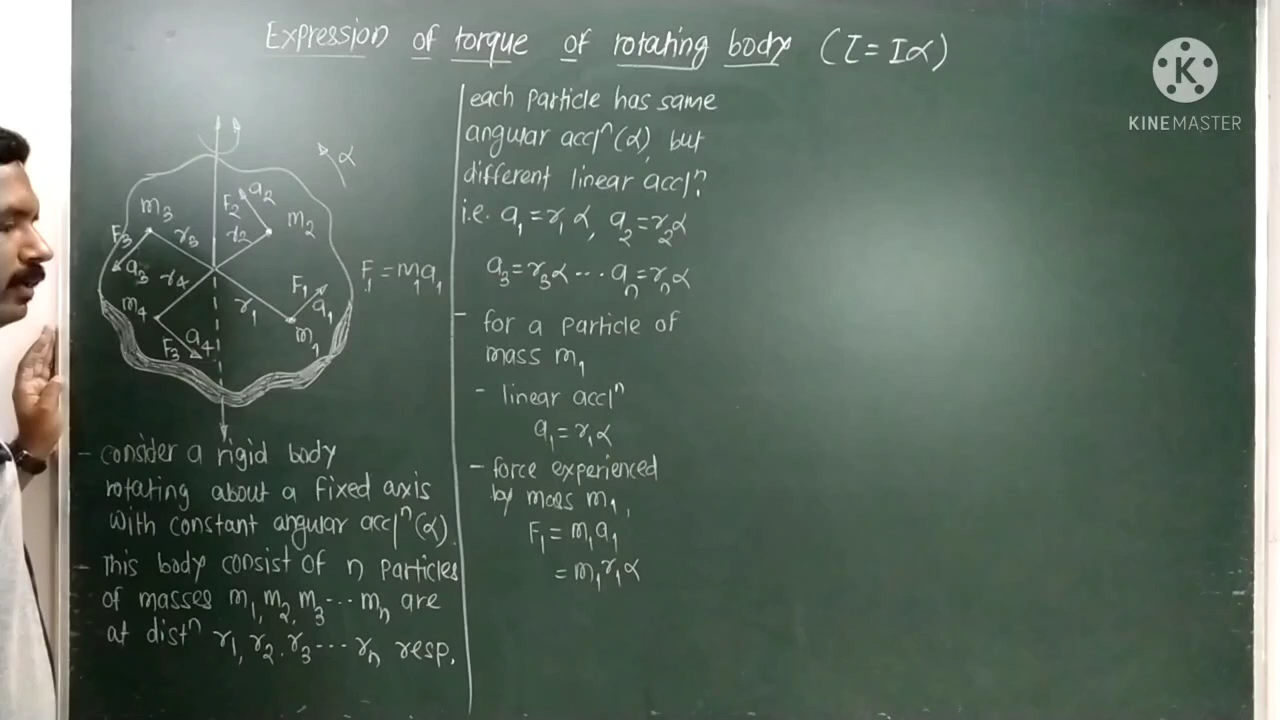 Expression of torque of rotating body (τ = Iα)
KINEMASTER
K
α
m3
F3
r3
a3
F2
a2
r2
m2
r4
m4
F3
a4
r1
F1
a1
m1
F1 = m1a1
- consider a rigid body
rotating about a fixed axis
with constant angular accl^n (α).
- This body consist of n particles
of masses m1, m2, m3 ... mn are
at dist^n r1, r2, r3 ... rn resp.
each particle has same
angular accl^n (α), but
different linear accl^n.
i.e. a1 = r1α, a2 = r2α
a3 = r3α ... an = rnα
- for a particle of
mass m1
- linear accl^n
a1 = r1α
- force experienced
by mass m1,
F1 = m1a1
= m1r1α